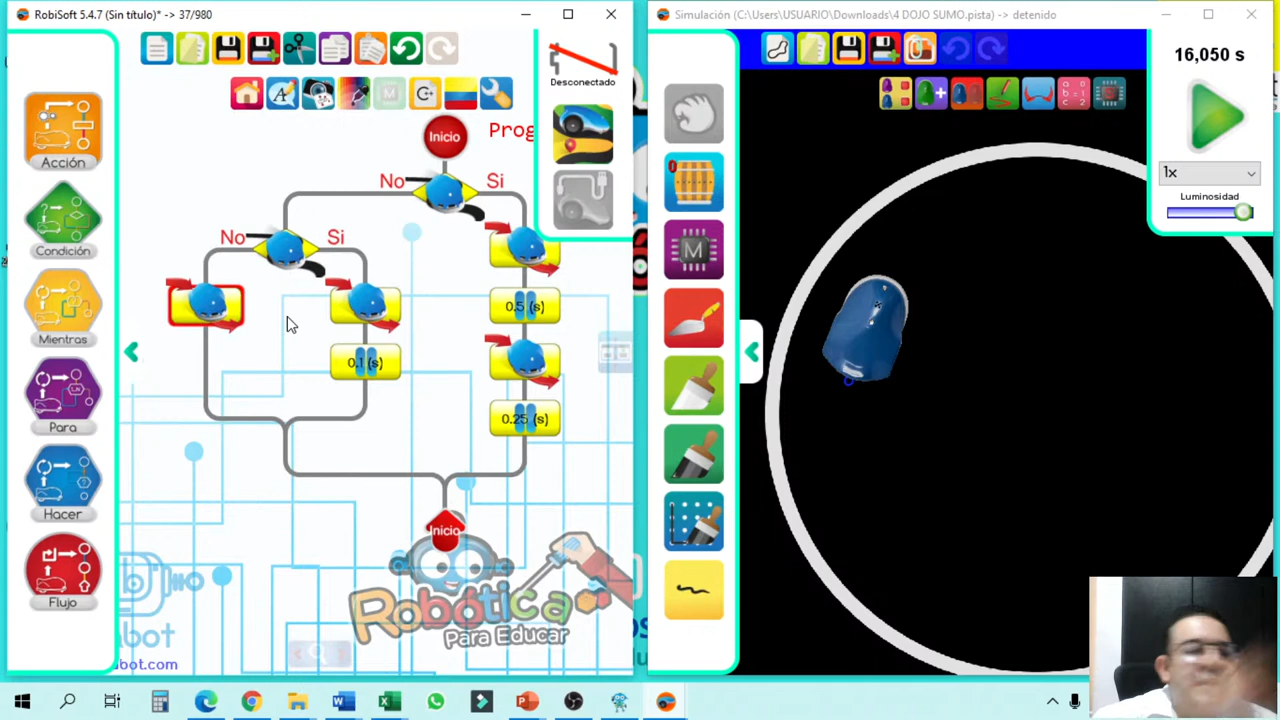 RobiSoft 5.4.7 (Sin título)* -> 37/980
Simulación (C:\Users\USUARIO\Downloads\4 DOJO SUMO.pista) -> detenido
Desconectado
16,050 s
1x
Luminosidad
Acción
Condición
Mientras
Para
Hacer
Flujo
Inicio
Prog
No
Si
No
Si
0.5 (s)
0.1 (s)
0.25 (s)
Inicio
Robótica
Para Educar
abot
bot.com
M